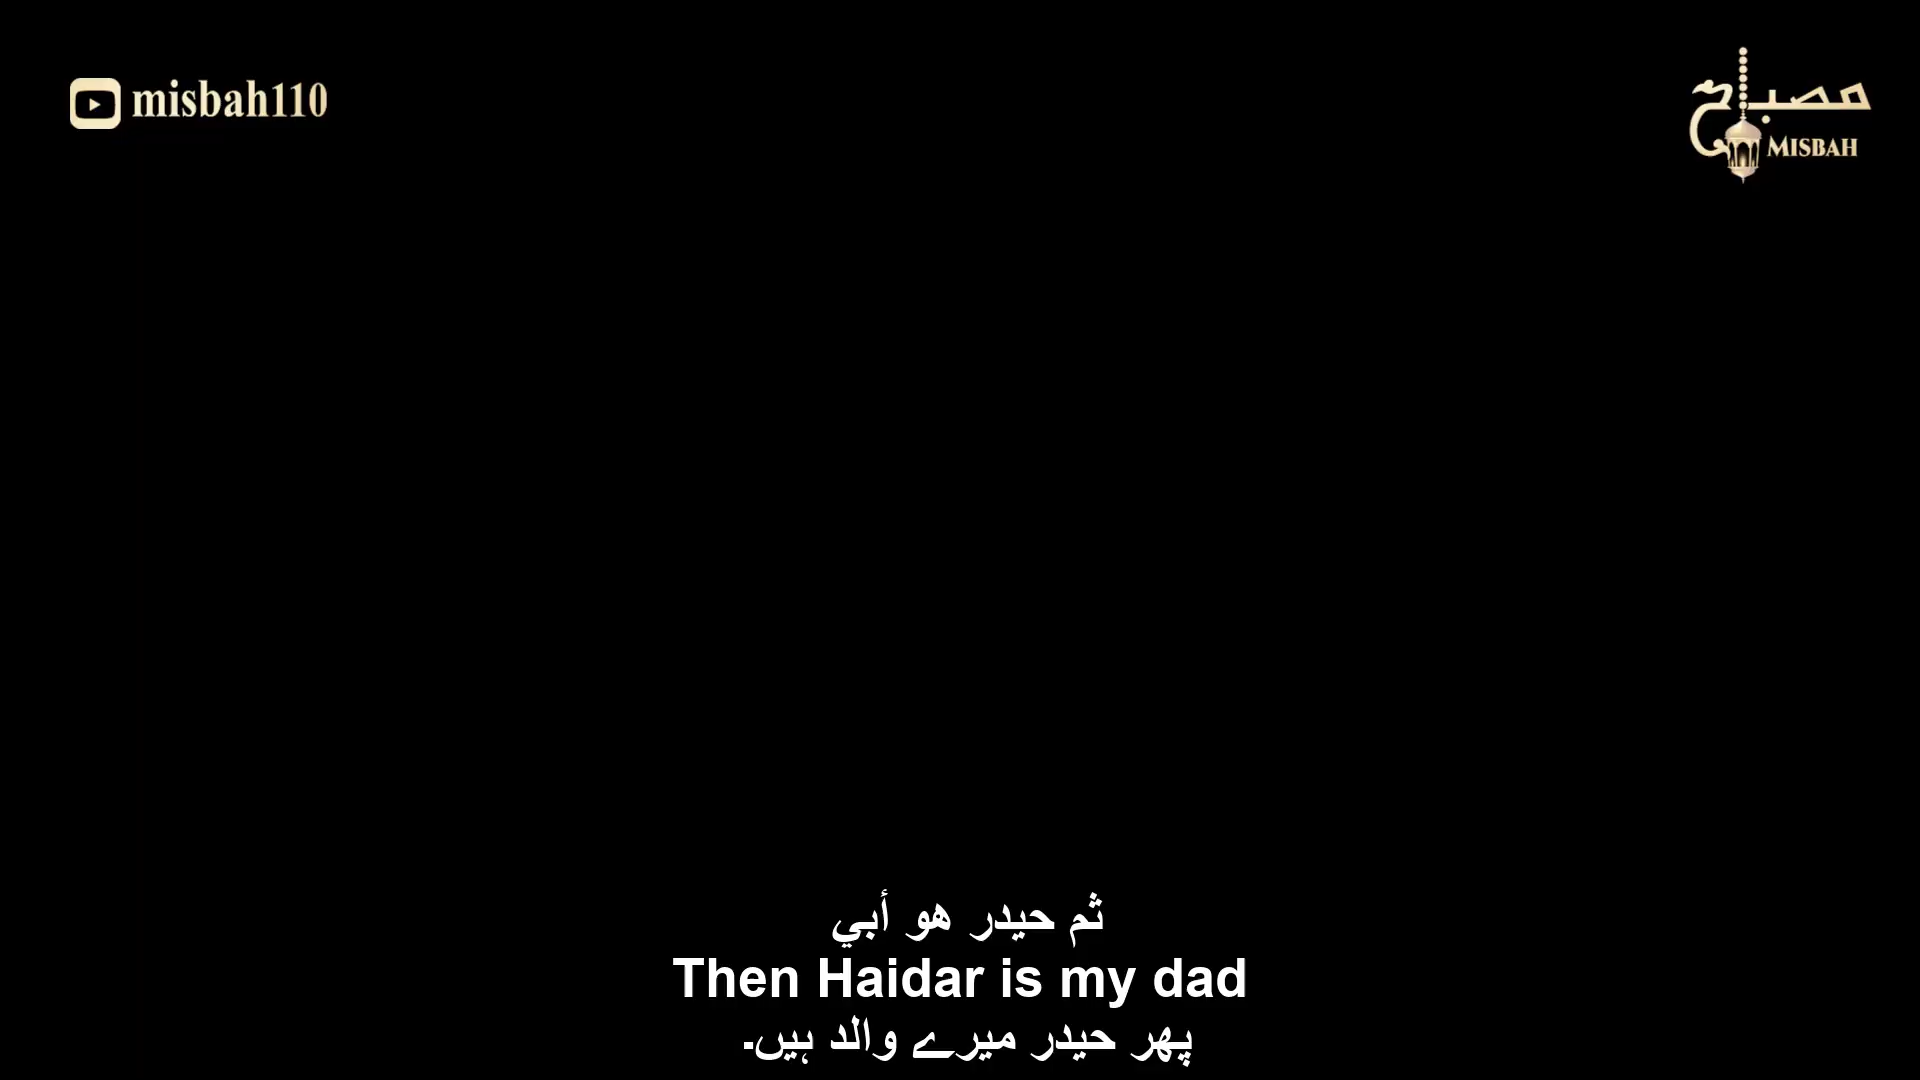 misbah110
مصباح
MISBAH
ثم حيدر هو أبي
Then Haidar is my dad
پھر حیدر میرے والد ہیں۔